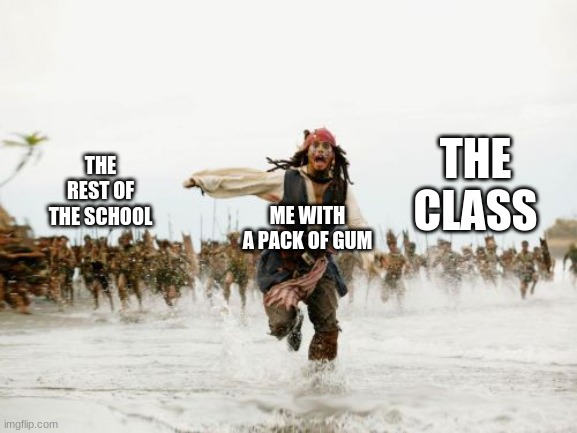 THE
REST OF
THE SCHOOL
ME WITH
A PACK OF GUM
THE
CLASS
imgflip.com